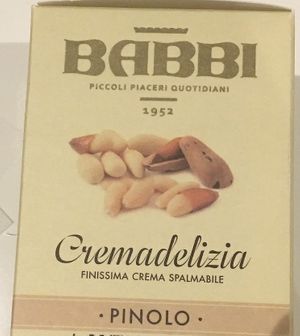 BABBI
PICCOLI PIACERI QUOTIDIANI
1952
Cremadelizia
FINISSIMA CREMA SPALMABILE
· PINOLO ·